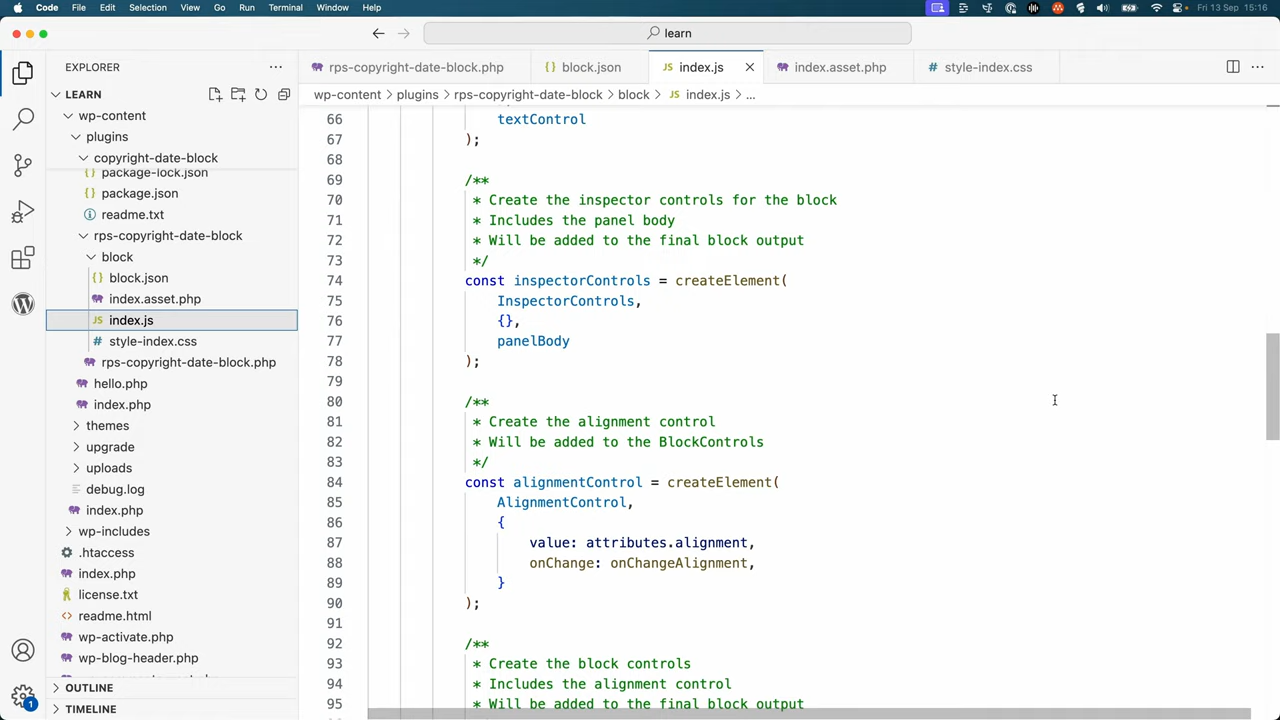 Code File Edit Selection View Go Run Terminal Window Help Fri 13 Sep 15:16
learn
EXPLORER
rps-copyright-date-block.php block.json index.js index.asset.php style-index.css
LEARN
wp-content > plugins > rps-copyright-date-block > block > index.js > ...
wp-content
plugins
copyright-date-block
package-lock.json
package.json
readme.txt
rps-copyright-date-block
block
block.json
index.asset.php
index.js
style-index.css
rps-copyright-date-block.php
hello.php
index.php
themes
upgrade
uploads
debug.log
index.php
wp-includes
.htaccess
index.php
license.txt
readme.html
wp-activate.php
wp-blog-header.php
OUTLINE
TIMELINE
1
66 textControl
67 );
68
69 /**
70 * Create the inspector controls for the block
71 * Includes the panel body
72 * Will be added to the final block output
73 */
74 const inspectorControls = createElement(
75 InspectorControls,
76 {},
77 panelBody
78 );
79
80 /**
81 * Create the alignment control
82 * Will be added to the BlockControls
83 */
84 const alignmentControl = createElement(
85 AlignmentControl,
86 {
87 value: attributes.alignment,
88 onChange: onChangeAlignment,
89 }
90 );
91
92 /**
93 * Create the block controls
94 * Includes the alignment control
95 * Will be added to the final block output